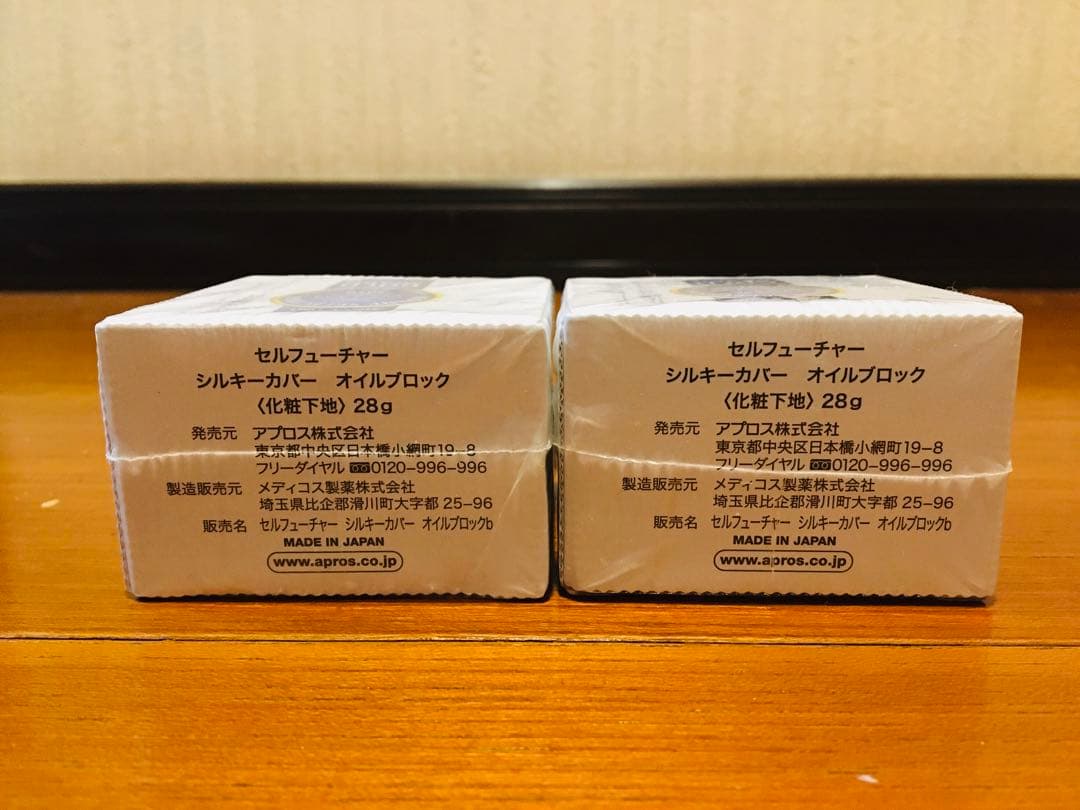 セルフューチャー
シルキーカバー　オイルブロック
〈化粧下地〉28g
発売元 アプロス株式会社
東京都中央区日本橋小網町19-8
フリーダイヤル 0120-996-996
製造販売元 メディコス製薬株式会社
埼玉県比企郡滑川町大字都 25-96
販売名 セルフューチャー シルキーカバー オイルブロックb
MADE IN JAPAN
www.apros.co.jp
セルフューチャー
シルキーカバー　オイルブロック
〈化粧下地〉28g
発売元 アプロス株式会社
東京都中央区日本橋小網町19-8
フリーダイヤル 0120-996-996
製造販売元 メディコス製薬株式会社
埼玉県比企郡滑川町大字都 25-96
販売名 セルフューチャー シルキーカバー オイルブロックb
MADE IN JAPAN
www.apros.co.jp